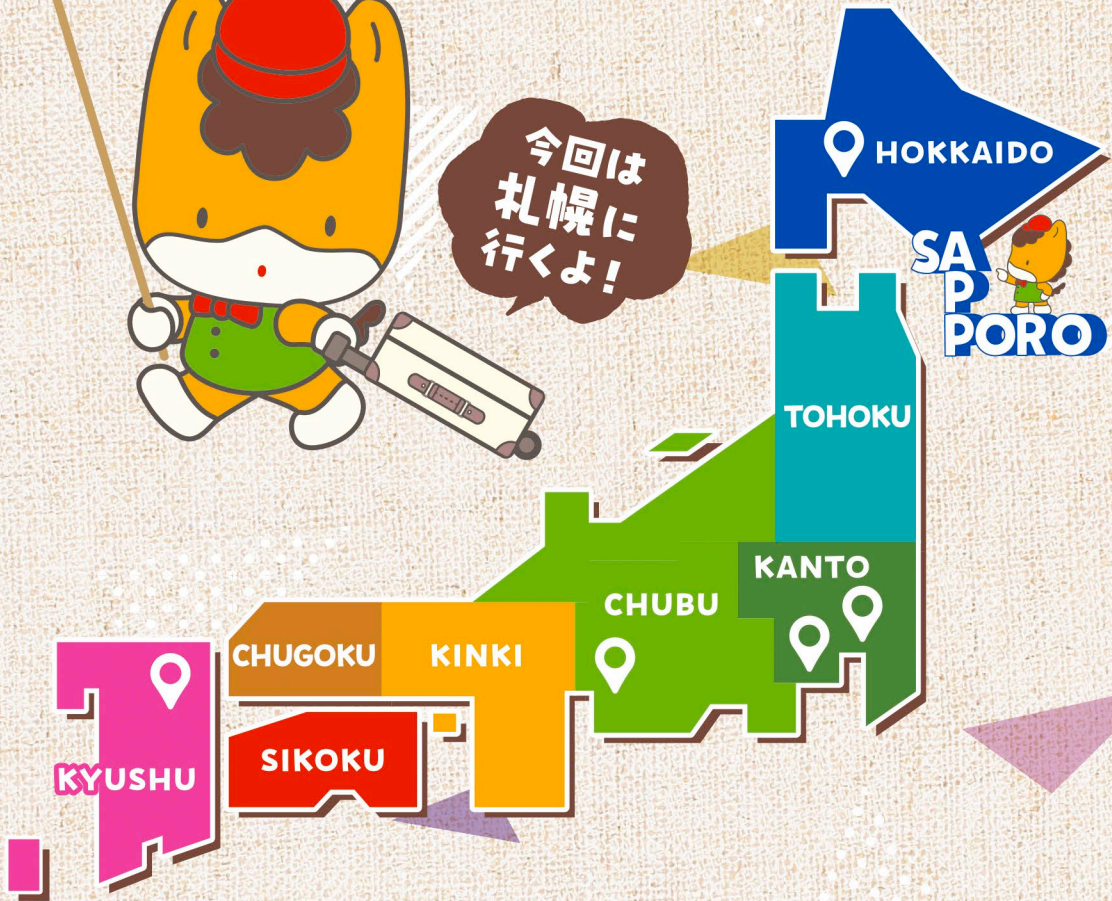 今回は
札幌に
行くよ!
HOKKAIDO
SA
P
PORO
TOHOKU
KANTO
CHUBU
CHUGOKU
KINKI
SIKOKU
KYUSHU